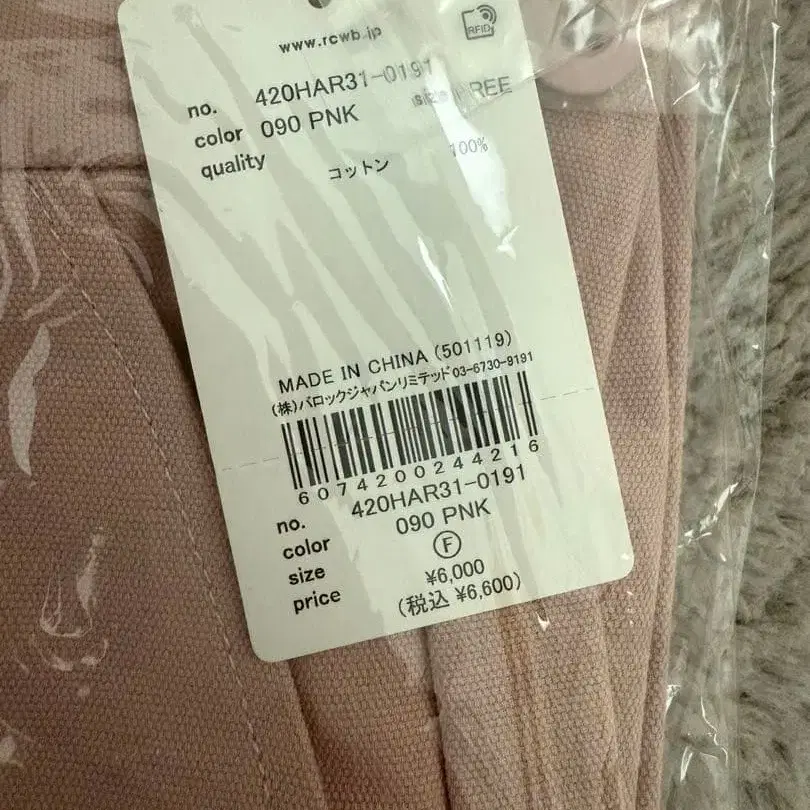 www.rcwb.jp
RFID
no. 420HAR31-0191
color 090 PNK size FREE
quality コットン 100%
MADE IN CHINA (501119)
(株)バロックジャパンリミテッド 03-6730-9191
6074200244216
no. 420HAR31-0191
color 090 PNK
size F
price ¥6,000
(税込 ¥6,600)